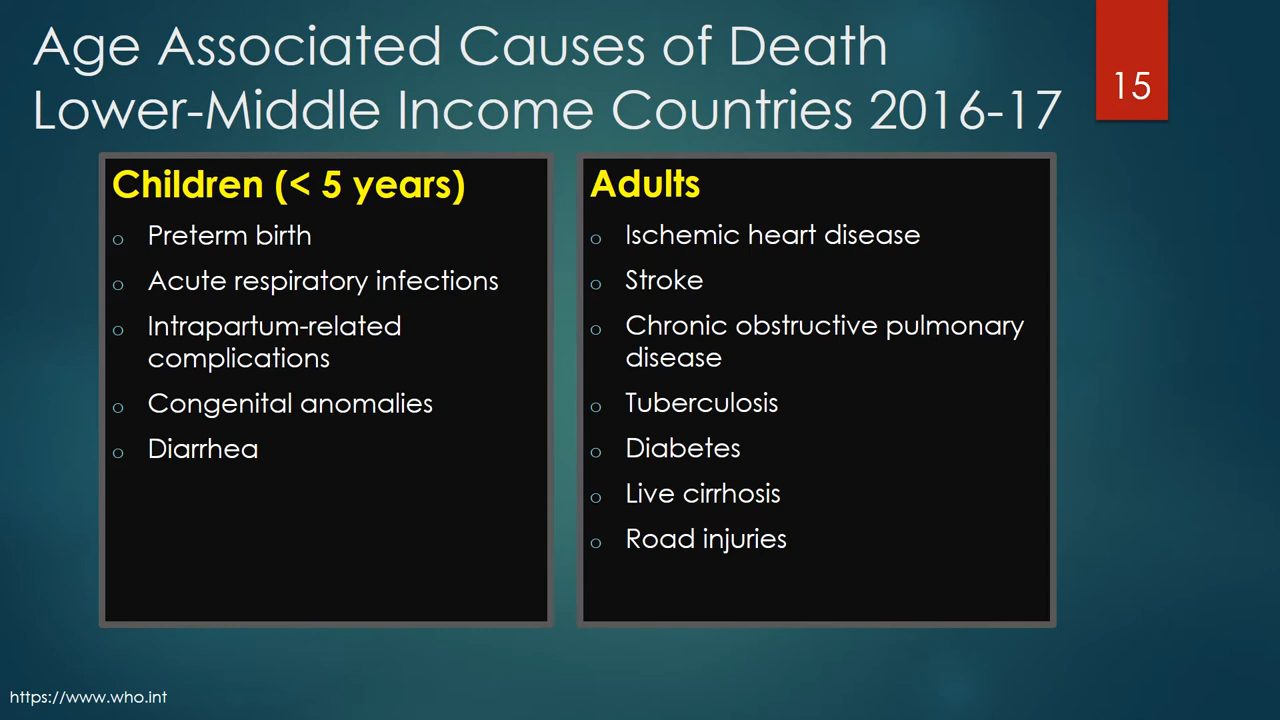 Age Associated Causes of Death
Lower-Middle Income Countries 2016-17
15
Children (< 5 years)
o Preterm birth
o Acute respiratory infections
o Intrapartum-related
complications
o Congenital anomalies
o Diarrhea
Adults
o Ischemic heart disease
o Stroke
o Chronic obstructive pulmonary
disease
o Tuberculosis
o Diabetes
o Live cirrhosis
o Road injuries
https://www.who.int